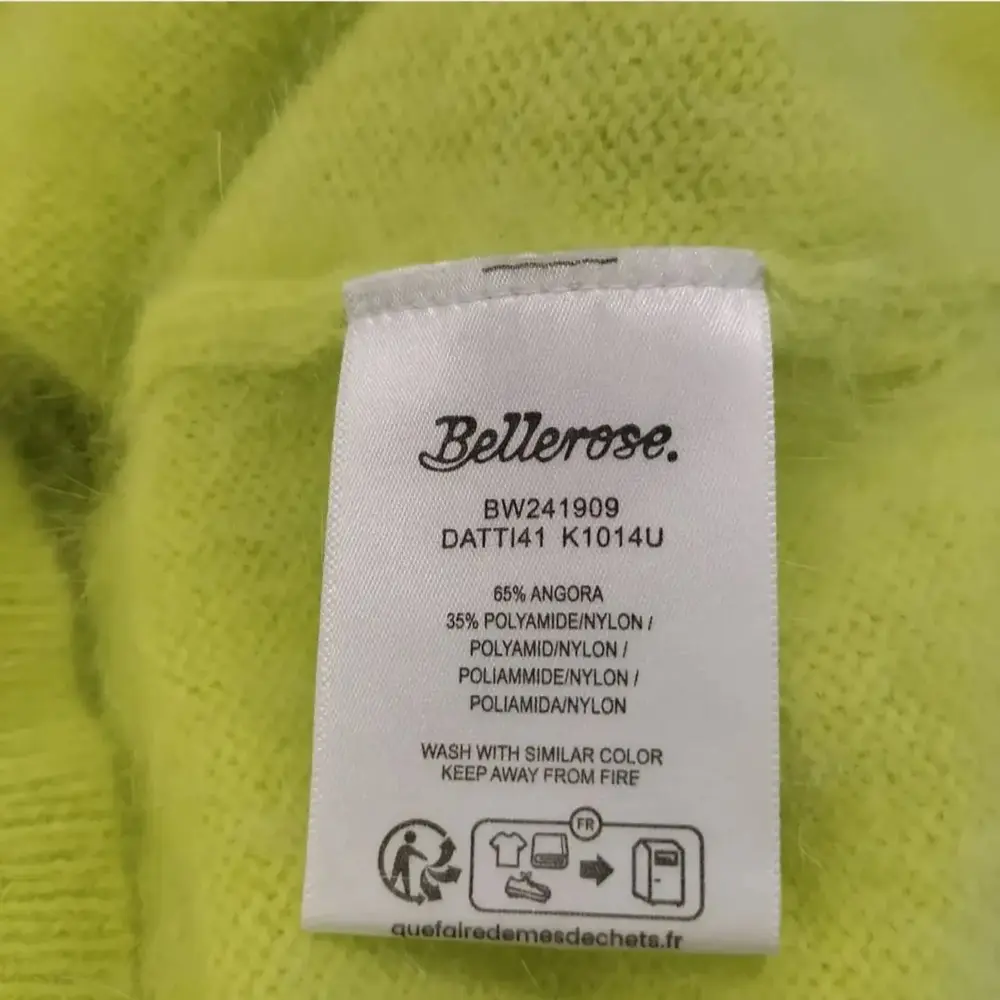 Bellerose.
BW241909
DATTI41 K1014U
65% ANGORA
35% POLYAMIDE/NYLON /
POLYAMID/NYLON /
POLIAMMIDE/NYLON /
POLIAMIDA/NYLON
WASH WITH SIMILAR COLOR
KEEP AWAY FROM FIRE
FR
quefairedemesdechets.fr